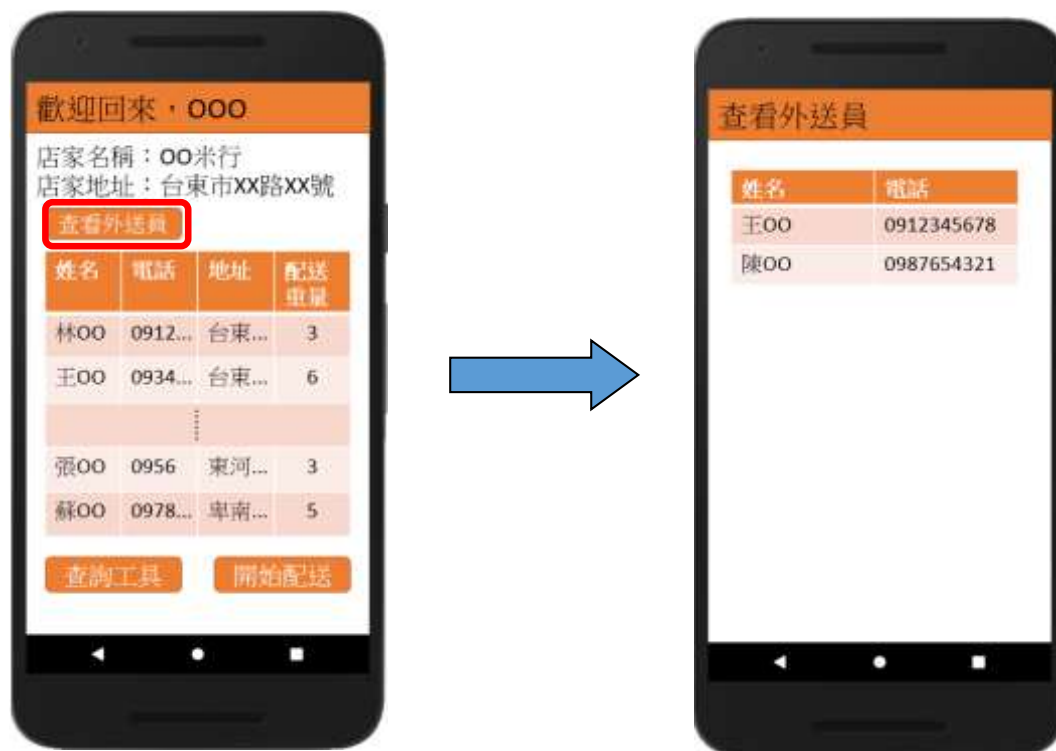 歡迎回來，OOO
店家名稱：OO米行
店家地址：台東市XX路XX號
查看外送員
姓名 電話 地址 配送重量
林OO 0912... 台東... 3
王OO 0934... 台東... 6
張OO 0956 東河... 3
蘇OO 0978... 卑南... 5
查詢工具 開始配送
查看外送員
姓名 電話
王OO 0912345678
陳OO 0987654321